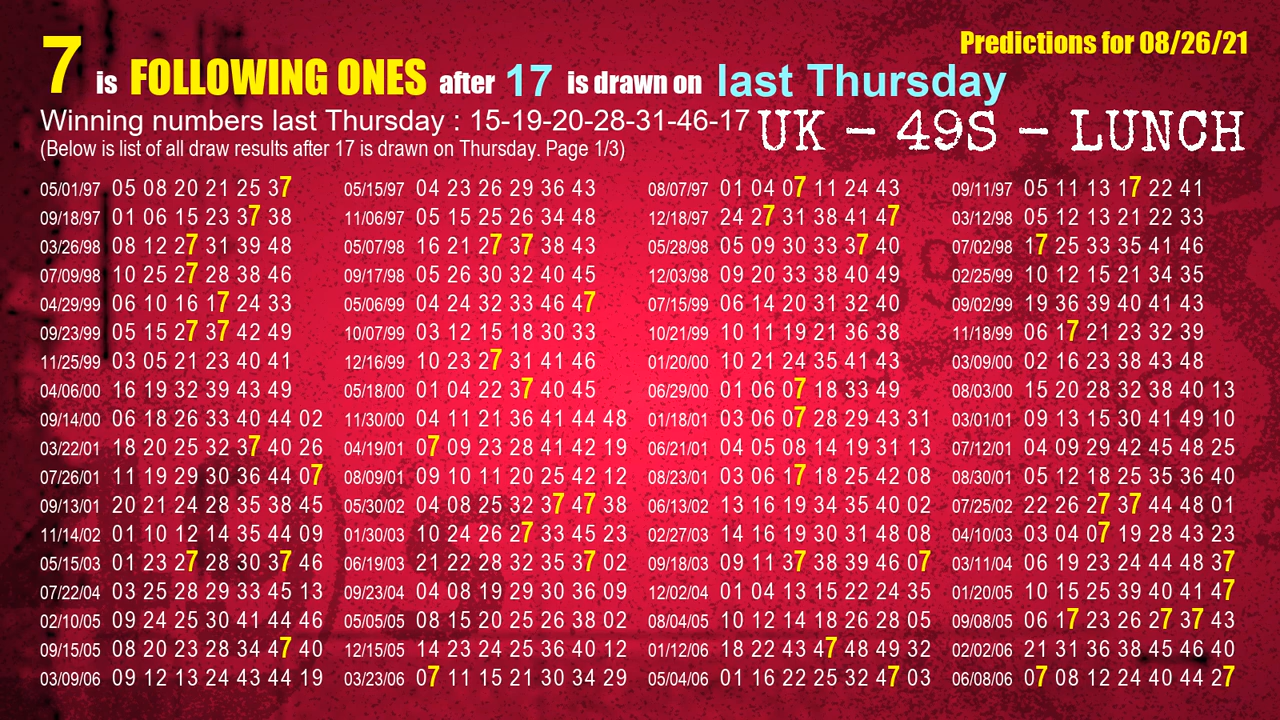 Predictions for 08/26/21
7 is FOLLOWING ONES after 17 is drawn on last Thursday
Winning numbers last Thursday : 15-19-20-28-31-46-17
UK - 49S - LUNCH
(Below is list of all draw results after 17 is drawn on Thursday. Page 1/3)
05/01/97 05 08 20 21 25 37 05/15/97 04 23 26 29 36 43 08/07/97 01 04 07 11 24 43 09/11/97 05 11 13 17 22 41
09/18/97 01 06 15 23 37 38 11/06/97 05 15 25 26 34 48 12/18/97 24 27 31 38 41 47 03/12/98 05 12 13 21 22 33
03/26/98 08 12 27 31 39 48 05/07/98 16 21 27 37 38 43 05/28/98 05 09 30 33 37 40 07/02/98 17 25 33 35 41 46
07/09/98 10 25 27 28 38 46 09/17/98 05 26 30 32 40 45 12/03/98 09 20 33 38 40 49 02/25/99 10 12 15 21 34 35
04/29/99 06 10 16 17 24 33 05/06/99 04 24 32 33 46 47 07/15/99 06 14 20 31 32 40 09/02/99 19 36 39 40 41 43
09/23/99 05 15 27 37 42 49 10/07/99 03 12 15 18 30 33 10/21/99 10 11 19 21 36 38 11/18/99 06 17 21 23 32 39
11/25/99 03 05 21 23 40 41 12/16/99 10 23 27 31 41 46 01/20/00 10 21 24 35 41 43 03/09/00 02 16 23 38 43 48
04/06/00 16 19 32 39 43 49 05/18/00 01 04 22 37 40 45 06/29/00 01 06 07 18 33 49 08/03/00 15 20 28 32 38 40 13
09/14/00 06 18 26 33 40 44 02 11/30/00 04 11 21 36 41 44 48 01/18/01 03 06 07 28 29 43 31 03/01/01 09 13 15 30 41 49 10
03/22/01 18 20 25 32 37 40 26 04/19/01 07 09 23 28 41 42 19 06/21/01 04 05 08 14 19 31 13 07/12/01 04 09 29 42 45 48 25
07/26/01 11 19 29 30 36 44 07 08/09/01 09 10 11 20 25 42 12 08/23/01 03 06 17 18 25 42 08 08/30/01 05 12 18 25 35 36 40
09/13/01 20 21 24 28 35 38 45 05/30/02 04 08 25 32 37 47 38 06/13/02 13 16 19 34 35 40 02 07/25/02 22 26 27 37 44 48 01
11/14/02 01 10 12 14 35 44 09 01/30/03 10 24 26 27 33 45 23 02/27/03 14 16 19 30 31 48 08 04/10/03 03 04 07 19 28 43 23
05/15/03 01 23 27 28 30 37 46 06/19/03 21 22 28 32 35 37 02 09/18/03 09 11 37 38 39 46 07 03/11/04 06 19 23 24 44 48 37
07/22/04 03 25 28 29 33 45 13 09/23/04 04 08 19 29 30 36 09 12/02/04 01 04 13 15 22 24 35 01/20/05 10 15 25 39 40 41 47
02/10/05 09 24 25 30 41 44 46 05/05/05 08 15 20 25 26 38 02 08/04/05 10 12 14 18 26 28 05 09/08/05 06 17 23 26 27 37 43
09/15/05 08 20 23 28 34 47 40 12/15/05 14 23 24 25 36 40 12 01/12/06 18 22 43 47 48 49 32 02/02/06 21 31 36 38 45 46 40
03/09/06 09 12 13 24 43 44 19 03/23/06 07 11 15 21 30 34 29 05/04/06 01 16 22 25 32 47 03 06/08/06 07 08 12 24 40 44 27